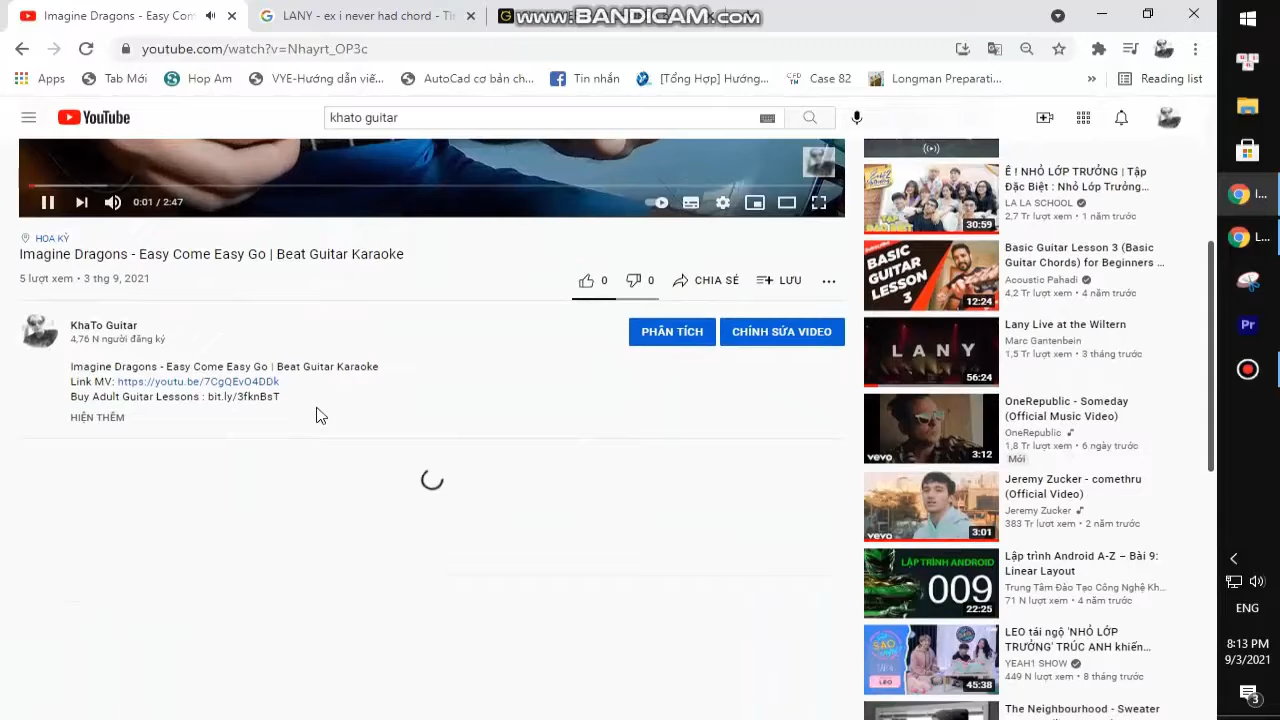 Imagine Dragons - Easy Com
LANY - ex i never had chord - T
www.BANDICAM.com
youtube.com/watch?v=Nhayrt_OP3c
Apps
Tab Mới
Hop Am
VYE-Hướng dẫn viế...
AutoCad cơ bản ch...
Tin nhắn
[Tổng Hợp] Hướng...
Case 82
Longman Preparati...
»
Reading list
YouTube
khato guitar
0:01 / 2:47
HOA KỲ
Imagine Dragons - Easy Come Easy Go | Beat Guitar Karaoke
5 lượt xem • 3 thg 9, 2021
0
0
CHIA SẺ
LƯU
KhaTo Guitar
4,76 N người đăng ký
PHÂN TÍCH
CHỈNH SỬA VIDEO
Imagine Dragons - Easy Come Easy Go | Beat Guitar Karaoke
Link MV: https://youtu.be/7CgQEvO4DDk
Buy Adult Guitar Lessons : bit.ly/3fknBsT
HIỆN THÊM
Ê ! NHỎ LỚP TRƯỞNG | Tập
Đặc Biệt : Nhỏ Lớp Trưởng...
LA LA SCHOOL
2,7 Tr lượt xem • 1 năm trước
30:59
BASIC
GUITAR
LESSON
3
12:24
Basic Guitar Lesson 3 (Basic
Guitar Chords) for Beginners ...
Acoustic Pahadi
4,2 Tr lượt xem • 4 năm trước
LANY
56:24
Lany Live at the Wiltern
Marc Gantenbein
1,5 Tr lượt xem • 3 tháng trước
vevo
3:12
OneRepublic - Someday
(Official Music Video)
OneRepublic
1,8 Tr lượt xem • 6 ngày trước
Mới
vevo
3:01
Jeremy Zucker - comethru
(Official Video)
Jeremy Zucker
383 Tr lượt xem • 2 năm trước
LẬP TRÌNH ANDROID
009
22:25
Lập trình Android A-Z – Bài 9:
Linear Layout
Trung Tâm Đào Tạo Công Nghệ Kh...
71 N lượt xem • 4 năm trước
SAO
LEO
45:38
LEO tái ngộ 'NHỎ LỚP
TRƯỞNG' TRÚC ANH khiến...
YEAH1 SHOW
449 N lượt xem • 8 tháng trước
The Neighbourhood - Sweater
I...
L...
Pr
ENG
8:13 PM
9/3/2021
3